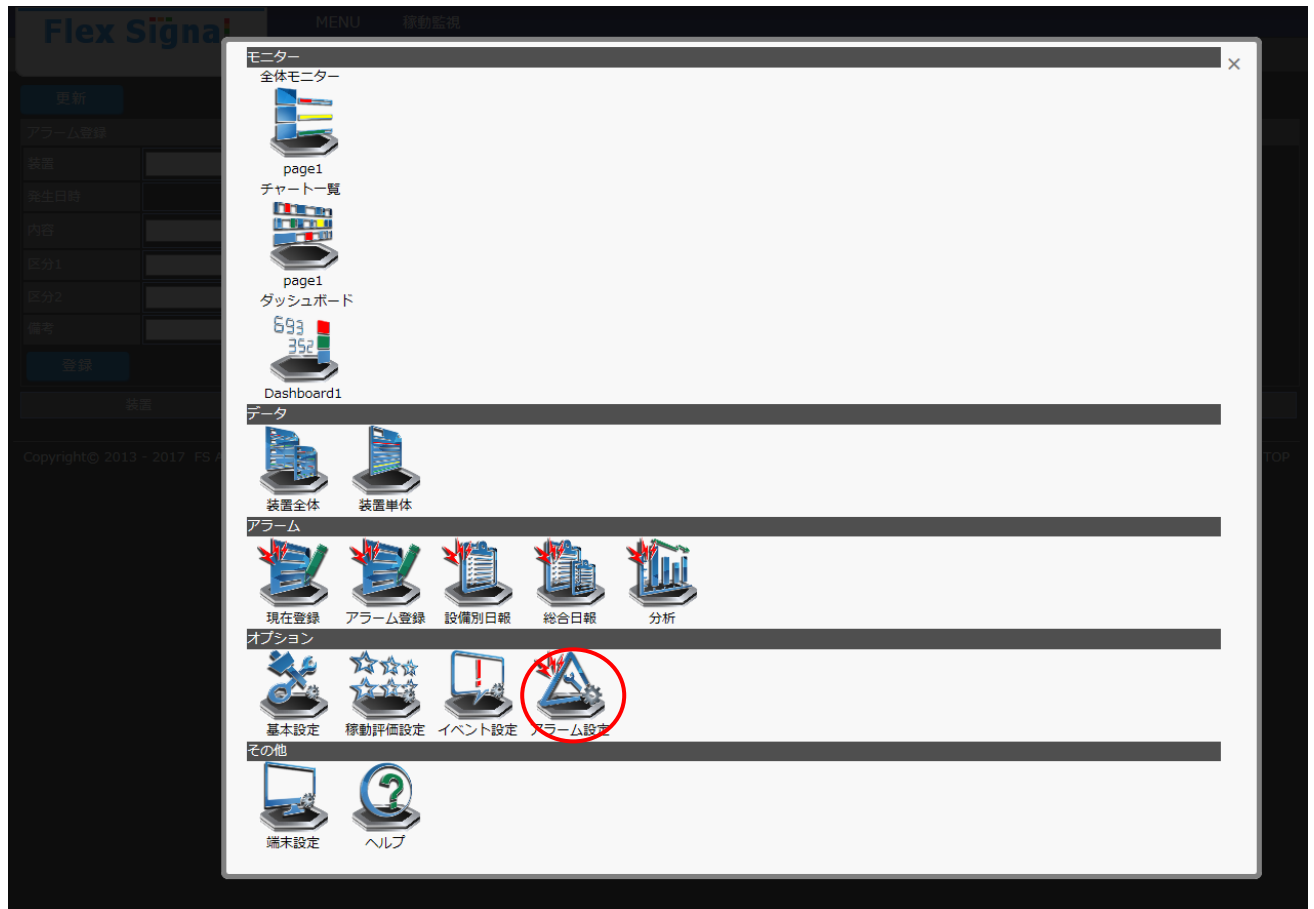 Flex Signal
MENU 稼動監視
更新
アラーム登録
装置
発生日時
内容
区分1
区分2
備考
登録
装置
Copyright© 2013 - 2017 FS A
TOP
×
モニター
全体モニター
page1
チャート一覧
page1
ダッシュボード
693
352
Dashboard1
データ
装置全体 装置単体
アラーム
現在登録 アラーム登録 設備別日報 総合日報 分析
オプション
基本設定 稼動評価設定 イベント設定 アラーム設定
その他
端末設定 ヘルプ